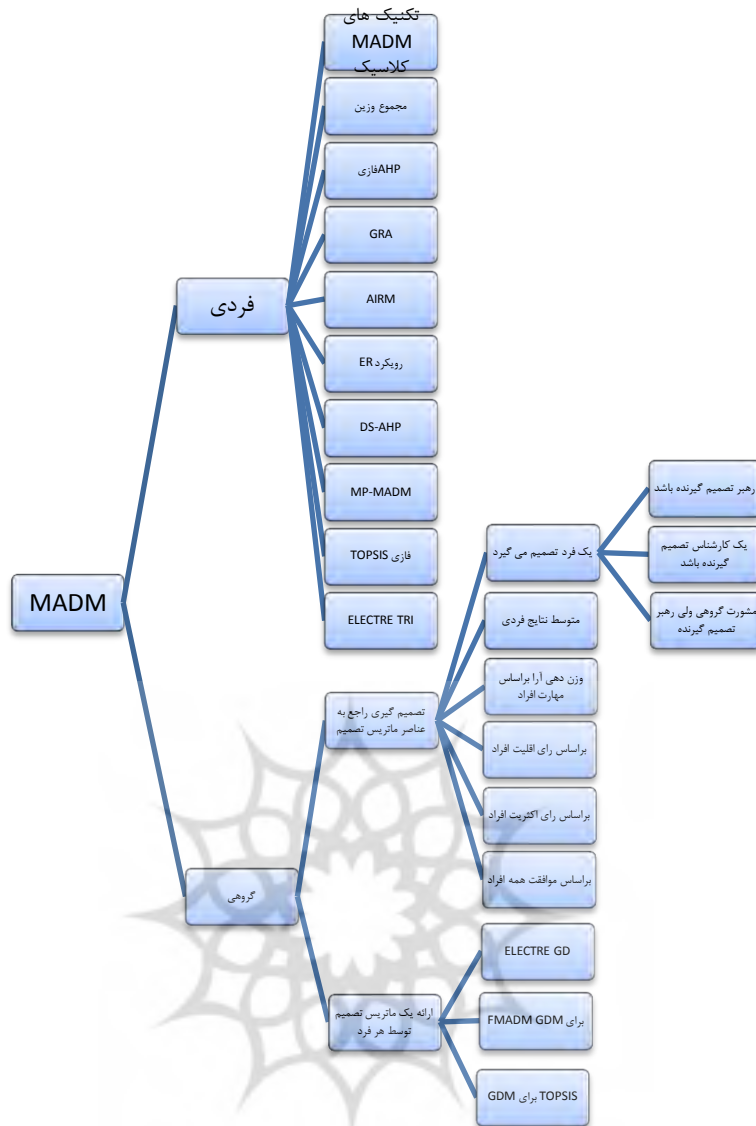 تکنیک های
MADM
کلاسیک
مجموع وزین
AHPفازی
GRA
AIRM
رویکرد ER
DS-AHP
MP-MADM
فازی TOPSIS
ELECTRE TRI
فردی
MADM
گروهی
تصمیم گیری راجع به
عناصر ماتریس تصمیم
یک فرد تصمیم می گیرد
رهبر تصمیم گیرنده باشد
یک کارشناس تصمیم
گیرنده باشد
مشورت گروهی ولی رهبر
تصمیم گیرنده
متوسط نتایج فردی
وزن دهی آرا براساس
مهارت افراد
براساس رای اقلیت افراد
براساس رای اکثریت افراد
براساس موافقت همه افراد
ارائه یک ماتریس تصمیم
توسط هر فرد
ELECTRE GD
برای FMADM GDM
TOPSIS برای GDM